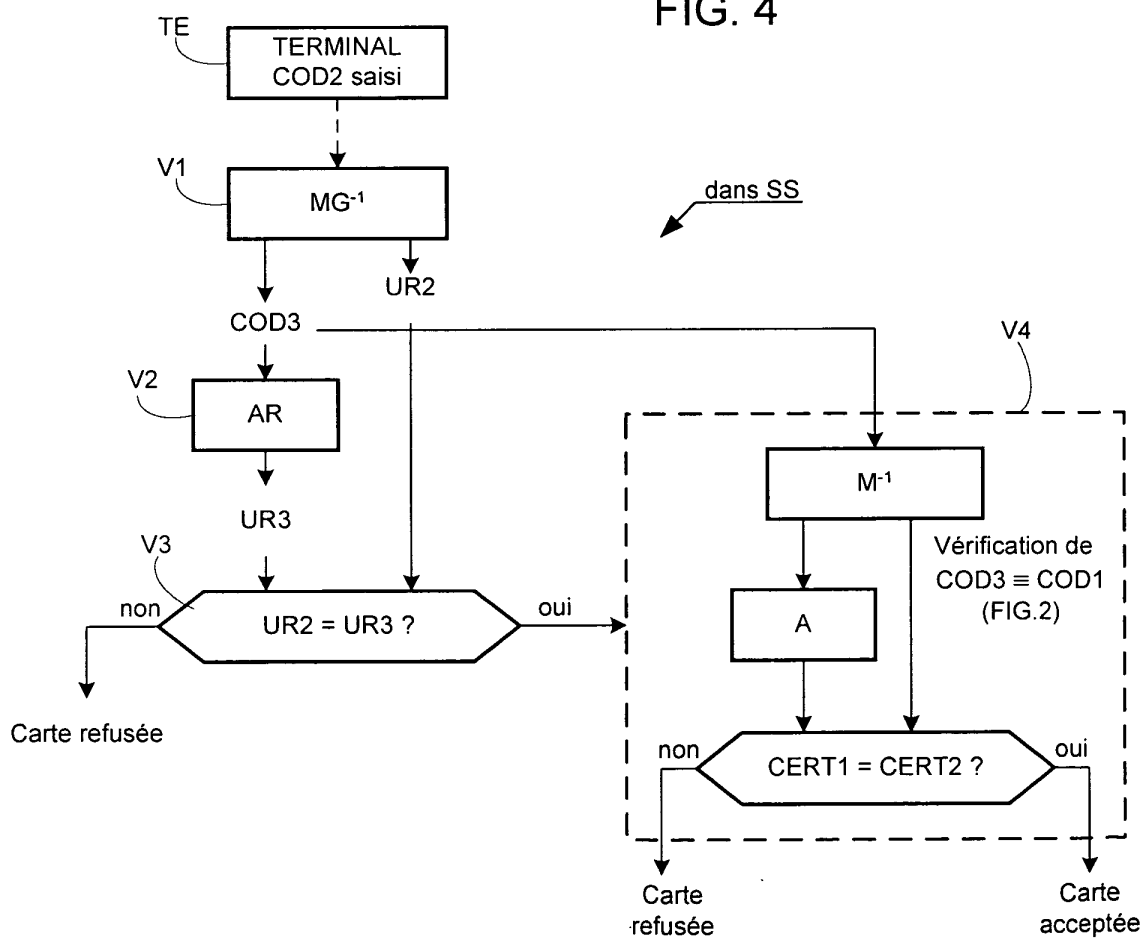 FIG. 4
TE
TERMINAL
COD2 saisi
V1
MG-1
dans SS
UR2
COD3
V4
V2
AR
M-1
UR3
Vérification de
COD3 ≡ COD1
(FIG.2)
V3
non
UR2 = UR3 ?
oui
A
Carte refusée
non
CERT1 = CERT2 ?
oui
Carte
refusée
Carte
acceptée